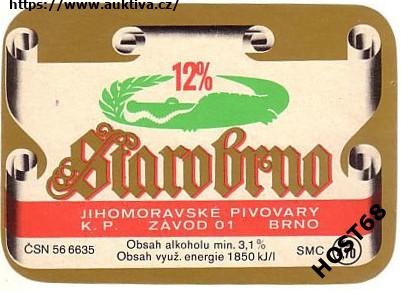 https://www.auktiva.cz/
12%
Starobrno
JIHOMORAVSKÉ PIVOVARY
K. P. ZÁVOD 01 BRNO
ČSN 56 6635
Obsah alkoholu min. 3,1 %
Obsah využ. energie 1850 kJ/l
SMC
HOST68